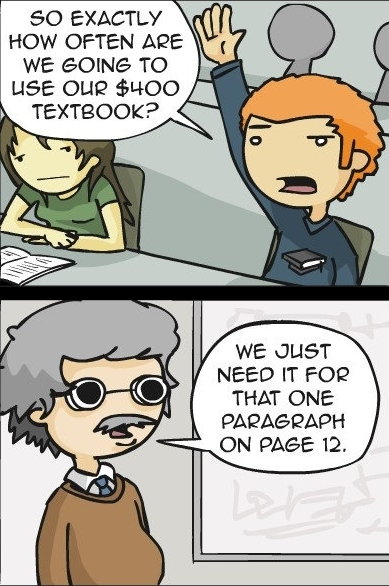 SO EXACTLY
HOW OFTEN ARE
WE GOING TO
USE OUR $400
TEXTBOOK?
WE JUST
NEED IT FOR
THAT ONE
PARAGRAPH
ON PAGE 12.